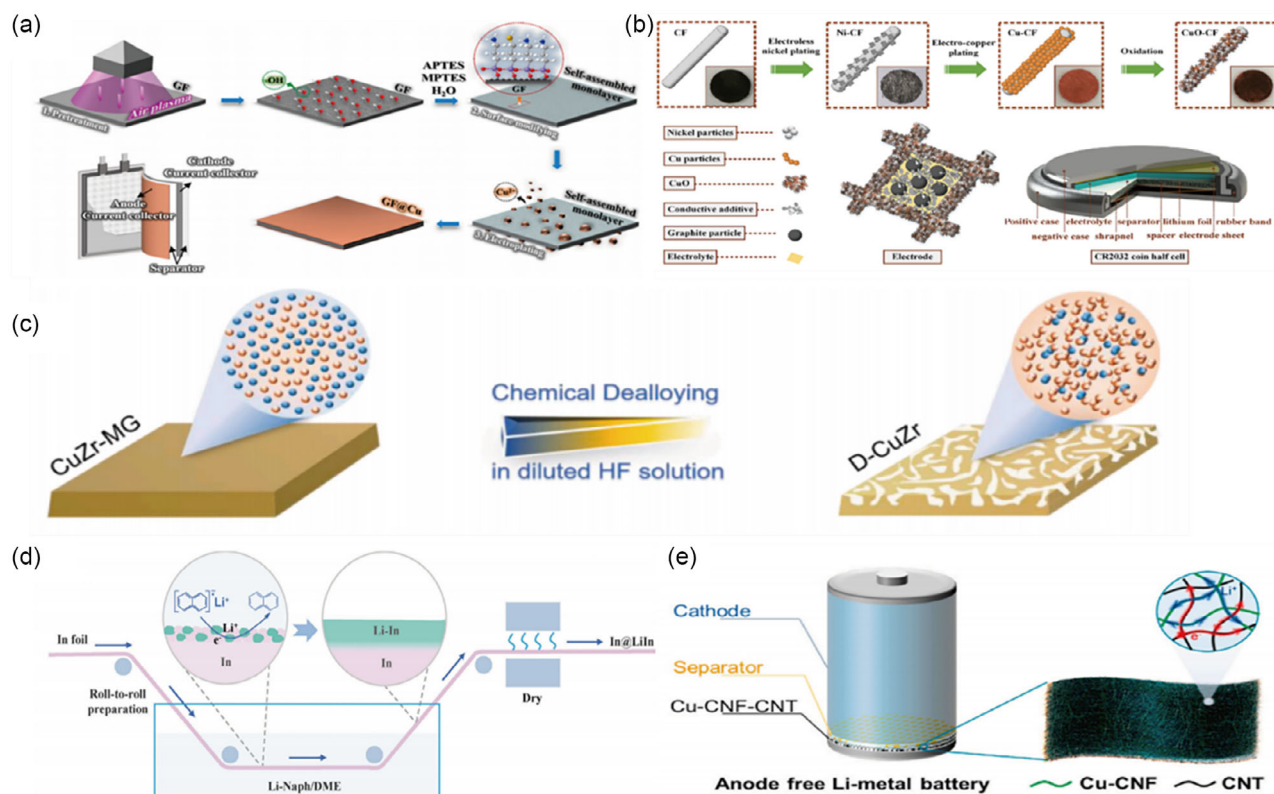 (a)
1. Pretreatment
Air plasma
GF
-OH
GF
APTES
MPTES
H₂O
GF
Self-assembled
monolayer
2. Surface modifying
Cathode
Current collector
Anode
Current collector
Separator
GF@Cu
Cu²⁺
Self-assembled
monolayer
3. Electroplating
(b)
CF
Electroless
nickel plating
Ni-CF
Electro-copper
plating
Cu-CF
Oxidation
CuO-CF
Nickel particles
Cu particles
CuO
Conductive additive
Graphite particle
Electrolyte
Electrode
Positive case electrolyte separator lithium foil rubber band
negative case shrapnel spacer electrode sheet
CR2032 coin half cell
(c)
CuZr-MG
Chemical Dealloying
in diluted HF solution
D-CuZr
(d)
In foil
Roll-to-roll
preparation
Li⁺
Li⁺
e⁻
In
Li-In
In
In@LiIn
Dry
Li-Naph/DME
(e)
Cathode
Separator
Cu-CNF-CNT
Anode free Li-metal battery
Li⁺
e⁻
Cu-CNF
CNT